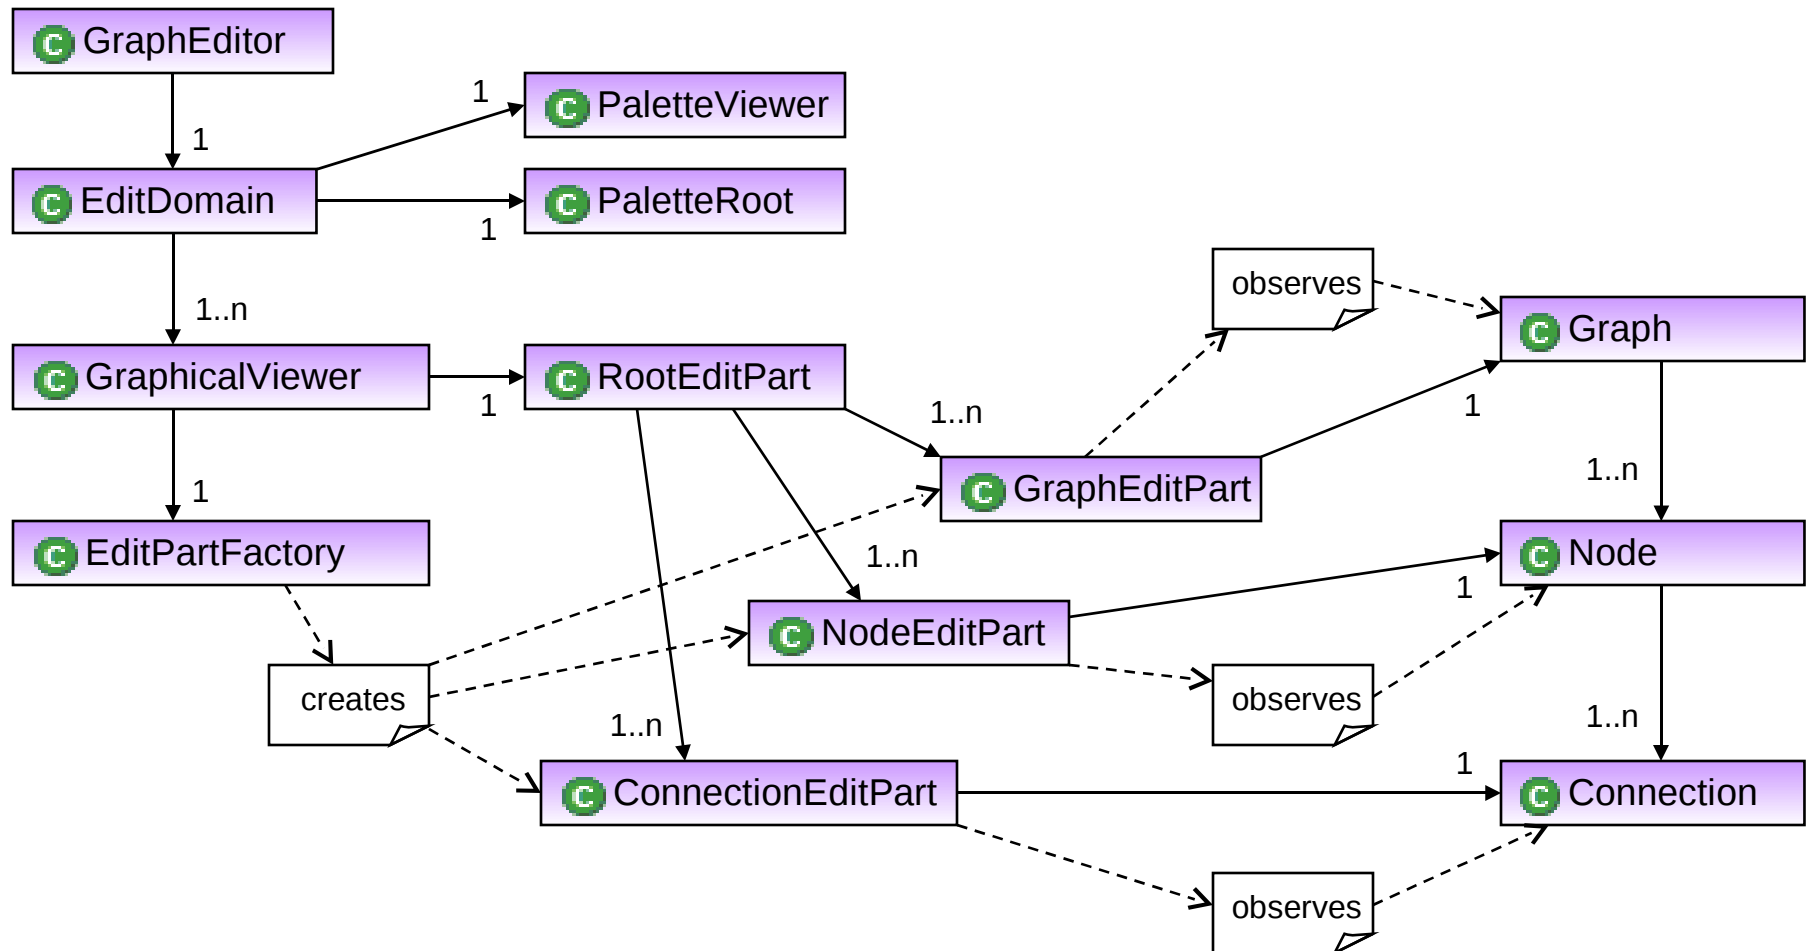 C GraphEditor
1
C PaletteViewer
1
C EditDomain
C PaletteRoot
1
1..n
observes
C Graph
C GraphicalViewer
C RootEditPart
1
1..n
1
1..n
1
C GraphEditPart
C EditPartFactory
1..n
C Node
1
C NodeEditPart
creates
observes
1..n
1..n
1
C ConnectionEditPart
C Connection
observes